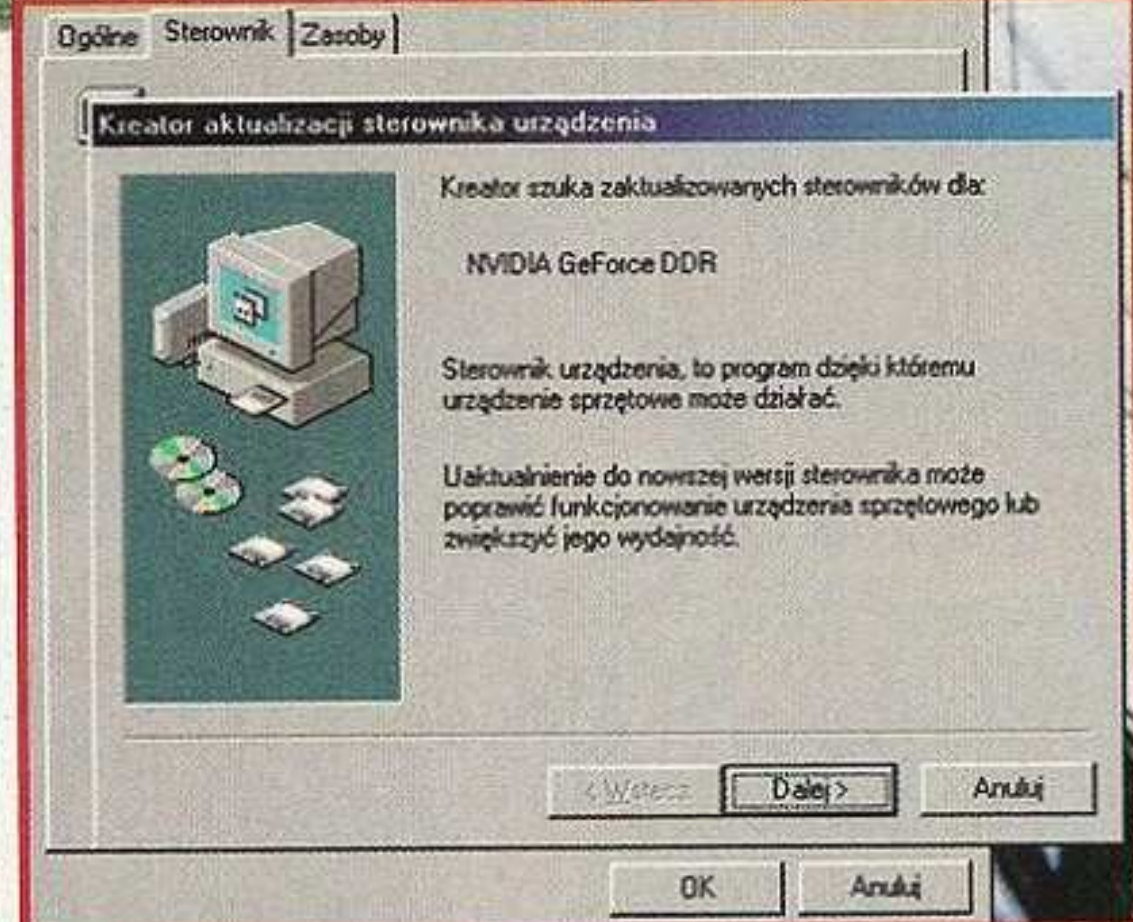 Ogólne Sterownik Zasoby
Kreator aktualizacji sterownika urządzenia
Kreator szuka zaktualizowanych sterowników dla:
NVIDIA GeForce DDR
Sterownik urządzenia, to program dzięki któremu
urządzenie sprzętowe może działać.
Uaktualnienie do nowszej wersji sterownika może
poprawić funkcjonowanie urządzenia sprzętowego lub
zwiększyć jego wydajność.
< Wstecz Dalej > Anuluj
OK Anuluj